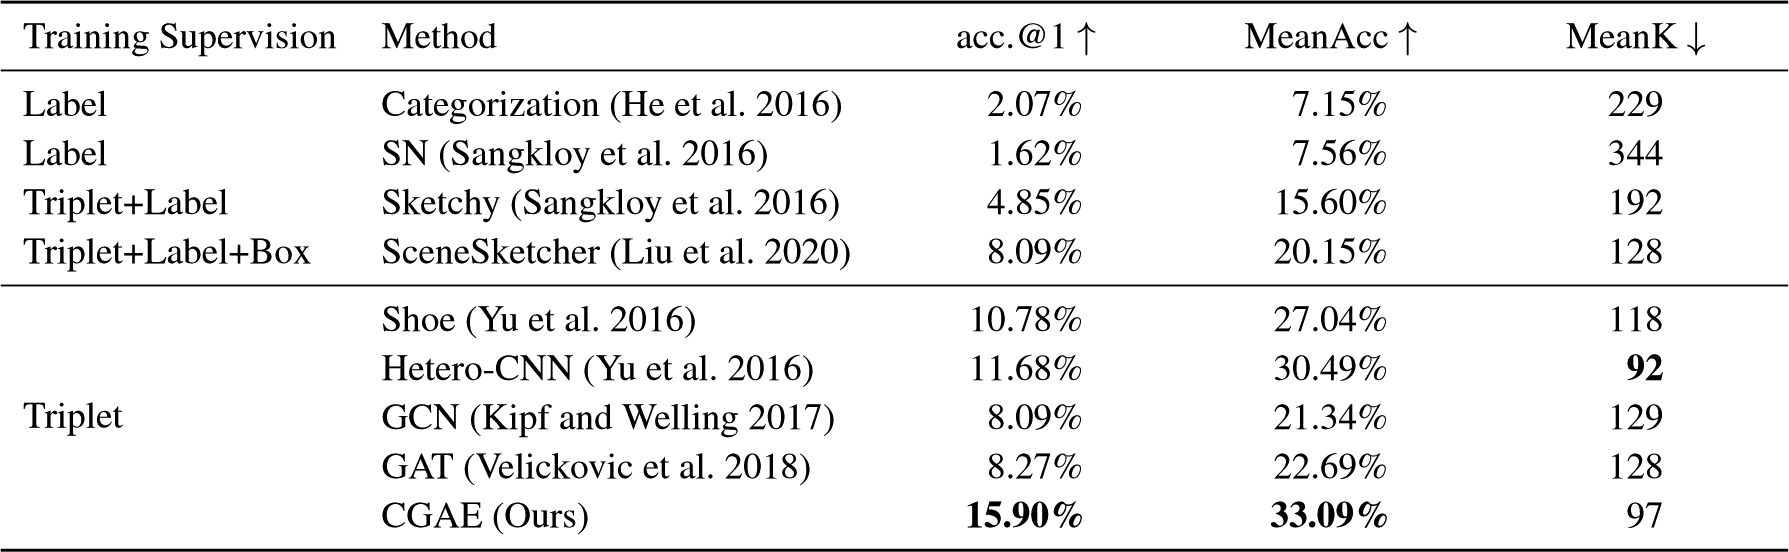 Training Supervision Method acc.@1 ↑ MeanAcc ↑ MeanK ↓
Label Categorization (He et al. 2016) 2.07% 7.15% 229
Label SN (Sangkloy et al. 2016) 1.62% 7.56% 344
Triplet+Label Sketchy (Sangkloy et al. 2016) 4.85% 15.60% 192
Triplet+Label+Box SceneSketcher (Liu et al. 2020) 8.09% 20.15% 128
Shoe (Yu et al. 2016) 10.78% 27.04% 118
Hetero-CNN (Yu et al. 2016) 11.68% 30.49% 92
Triplet GCN (Kipf and Welling 2017) 8.09% 21.34% 129
GAT (Velickovic et al. 2018) 8.27% 22.69% 128
CGAE (Ours) 15.90% 33.09% 97